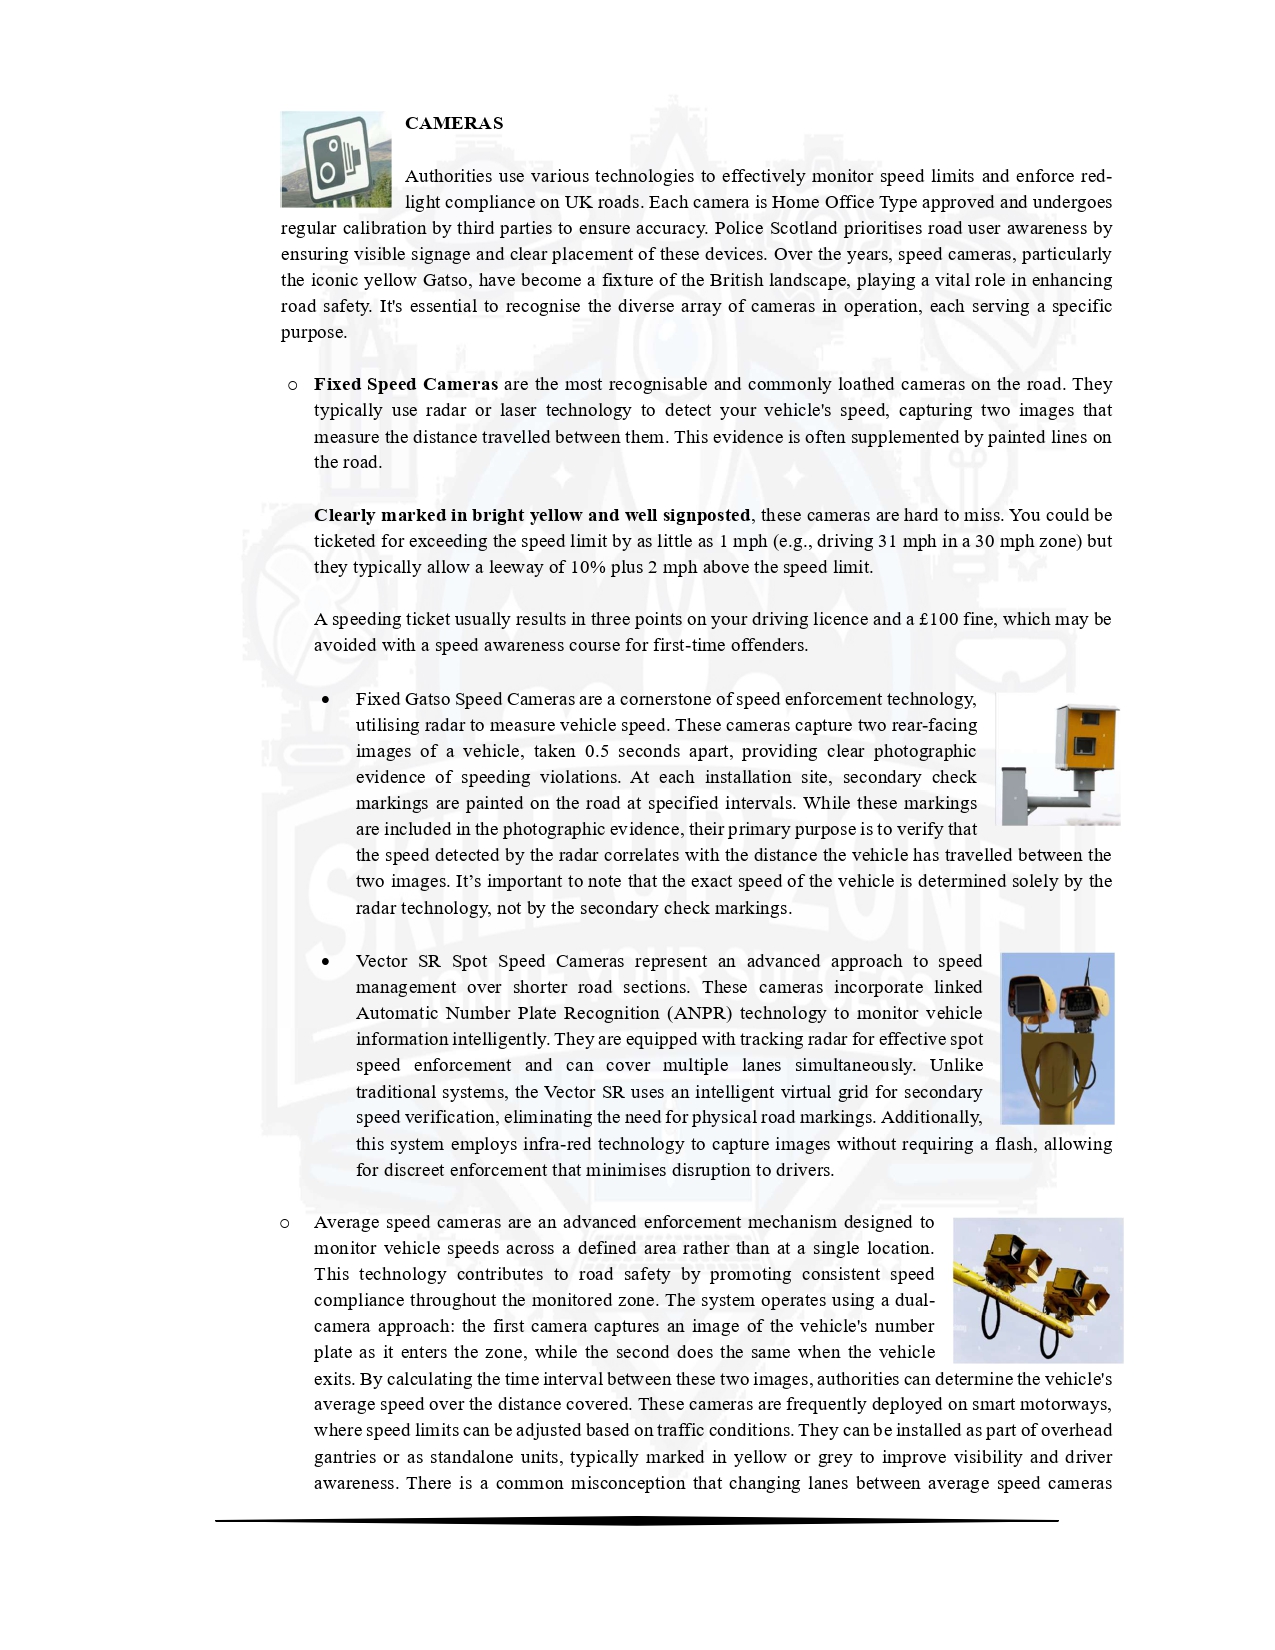 CAMERAS
Authorities use various technologies to effectively monitor speed limits and enforce red-
light compliance on UK roads. Each camera is Home Office Type approved and undergoes
regular calibration by third parties to ensure accuracy. Police Scotland prioritises road user awareness by
ensuring visible signage and clear placement of these devices. Over the years, speed cameras, particularly
the iconic yellow Gatso, have become a fixture of the British landscape, playing a vital role in enhancing
road safety. It's essential to recognise the diverse array of cameras in operation, each serving a specific
purpose.
○ Fixed Speed Cameras are the most recognisable and commonly loathed cameras on the road. They
typically use radar or laser technology to detect your vehicle's speed, capturing two images that
measure the distance travelled between them. This evidence is often supplemented by painted lines on
the road.
Clearly marked in bright yellow and well signposted, these cameras are hard to miss. You could be
ticketed for exceeding the speed limit by as little as 1 mph (e.g., driving 31 mph in a 30 mph zone) but
they typically allow a leeway of 10% plus 2 mph above the speed limit.
A speeding ticket usually results in three points on your driving licence and a £100 fine, which may be
avoided with a speed awareness course for first-time offenders.
• Fixed Gatso Speed Cameras are a cornerstone of speed enforcement technology,
utilising radar to measure vehicle speed. These cameras capture two rear-facing
images of a vehicle, taken 0.5 seconds apart, providing clear photographic
evidence of speeding violations. At each installation site, secondary check
markings are painted on the road at specified intervals. While these markings
are included in the photographic evidence, their primary purpose is to verify that
the speed detected by the radar correlates with the distance the vehicle has travelled between the
two images. It’s important to note that the exact speed of the vehicle is determined solely by the
radar technology, not by the secondary check markings.
• Vector SR Spot Speed Cameras represent an advanced approach to speed
management over shorter road sections. These cameras incorporate linked
Automatic Number Plate Recognition (ANPR) technology to monitor vehicle
information intelligently. They are equipped with tracking radar for effective spot
speed enforcement and can cover multiple lanes simultaneously. Unlike
traditional systems, the Vector SR uses an intelligent virtual grid for secondary
speed verification, eliminating the need for physical road markings. Additionally,
this system employs infra-red technology to capture images without requiring a flash, allowing
for discreet enforcement that minimises disruption to drivers.
○ Average speed cameras are an advanced enforcement mechanism designed to
monitor vehicle speeds across a defined area rather than at a single location.
This technology contributes to road safety by promoting consistent speed
compliance throughout the monitored zone. The system operates using a dual-
camera approach: the first camera captures an image of the vehicle's number
plate as it enters the zone, while the second does the same when the vehicle
exits. By calculating the time interval between these two images, authorities can determine the vehicle's
average speed over the distance covered. These cameras are frequently deployed on smart motorways,
where speed limits can be adjusted based on traffic conditions. They can be installed as part of overhead
gantries or as standalone units, typically marked in yellow or grey to improve visibility and driver
awareness. There is a common misconception that changing lanes between average speed cameras
SKILL UP ZONE
IGNITE YOUR SUCCESS